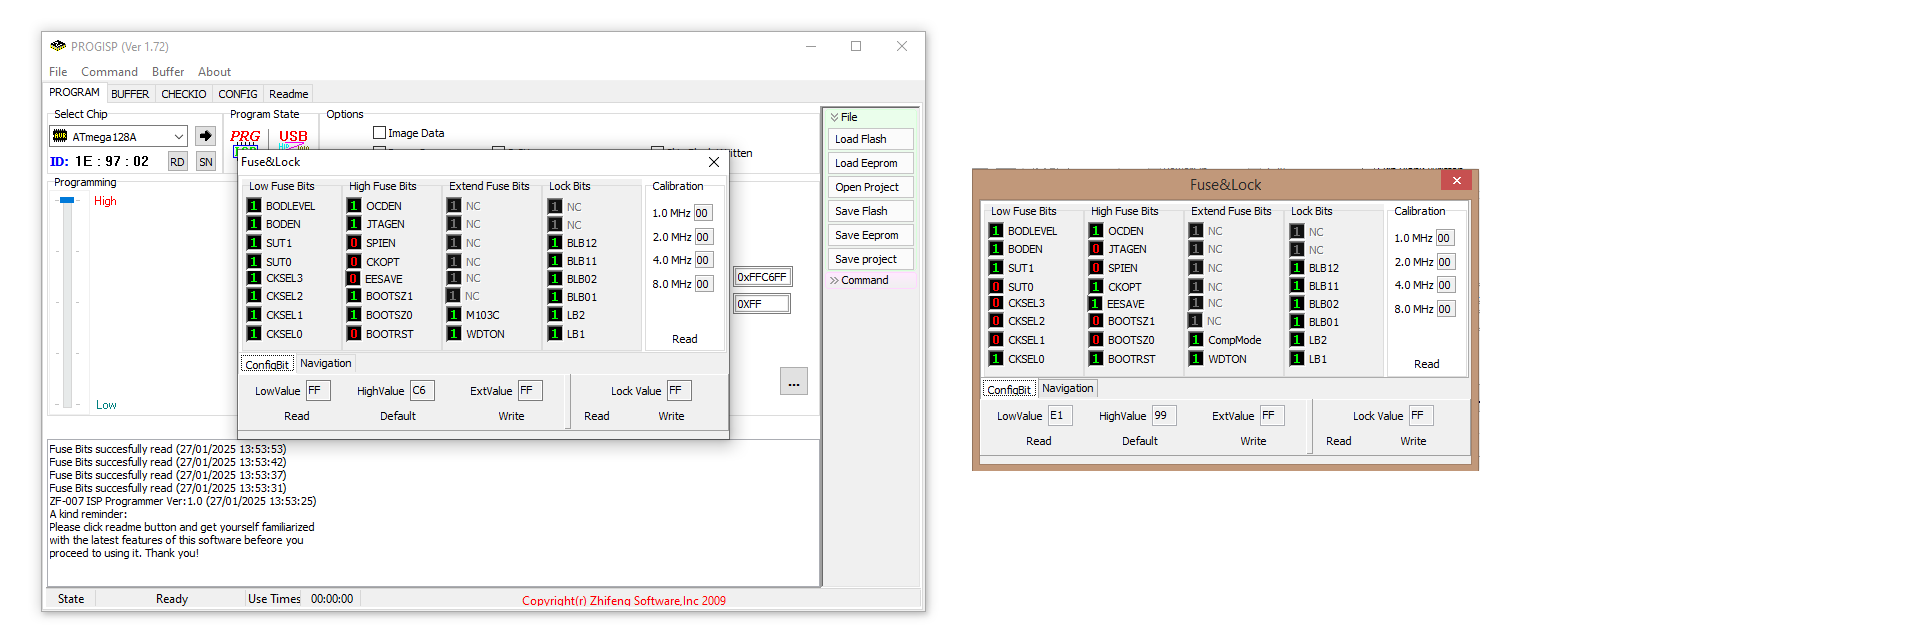 PROGISP (Ver 1.72)
File Command Buffer About
PROGRAM BUFFER CHECKIO CONFIG Readme
Select Chip Program State Options
ATmega128A PRG USB Image Data
ID: 1E : 97 : 02 RD SN
Programming
High
Low
0xFFC6FF
0XFF
...
File
Load Flash
Load Eeprom
Open Project
Save Flash
Save Eeprom
Save project
Command
Fuse&Lock
Low Fuse Bits High Fuse Bits Extend Fuse Bits Lock Bits Calibration
1 BODLEVEL 1 OCDEN 1 NC 1 NC
1 BODEN 1 JTAGEN 1 NC 1 NC
1 SUT1 0 SPIEN 1 NC 1 BLB12
1 SUT0 0 CKOPT 1 NC 1 BLB11
1 CKSEL3 0 EESAVE 1 NC 1 BLB02
1 CKSEL2 1 BOOTSZ1 1 NC 1 BLB01
1 CKSEL1 1 BOOTSZ0 1 M103C 1 LB2
1 CKSEL0 0 BOOTRST 1 WDTON 1 LB1
1.0 MHz 00
2.0 MHz 00
4.0 MHz 00
8.0 MHz 00
Read
ConfigBit Navigation
LowValue FF HighValue C6 ExtValue FF Lock Value FF
Read Default Write Read Write
Fuse Bits succesfully read (27/01/2025 13:53:53)
Fuse Bits succesfully read (27/01/2025 13:53:42)
Fuse Bits succesfully read (27/01/2025 13:53:37)
Fuse Bits succesfully read (27/01/2025 13:53:31)
ZF-007 ISP Programmer Ver:1.0 (27/01/2025 13:53:25)
A kind reminder:
Please click readme button and get yourself familiarized
with the latest features of this software befeore you
proceed to using it. Thank you!
State Ready Use Times 00:00:00 Copyright(r) Zhifeng Software,Inc 2009
Fuse&Lock
Low Fuse Bits High Fuse Bits Extend Fuse Bits Lock Bits Calibration
1 BODLEVEL 1 OCDEN 1 NC 1 NC
1 BODEN 0 JTAGEN 1 NC 1 NC
1 SUT1 0 SPIEN 1 NC 1 BLB12
0 SUT0 1 CKOPT 1 NC 1 BLB11
0 CKSEL3 1 EESAVE 1 NC 1 BLB02
0 CKSEL2 0 BOOTSZ1 1 NC 1 BLB01
0 CKSEL1 0 BOOTSZ0 1 CompMode 1 LB2
1 CKSEL0 1 BOOTRST 1 WDTON 1 LB1
1.0 MHz 00
2.0 MHz 00
4.0 MHz 00
8.0 MHz 00
Read
ConfigBit Navigation
LowValue E1 HighValue 99 ExtValue FF Lock Value FF
Read Default Write Read Write